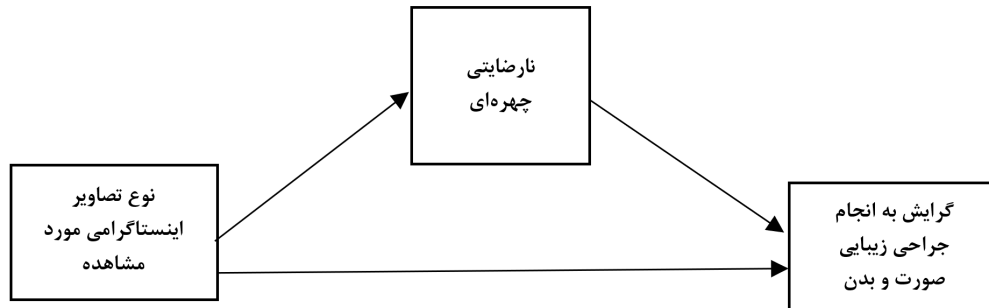 نارضایتی
چهره‌ای
نوع تصاویر
اینستاگرامی مورد
مشاهده
گرایش به انجام
جراحی زیبایی
صورت و بدن